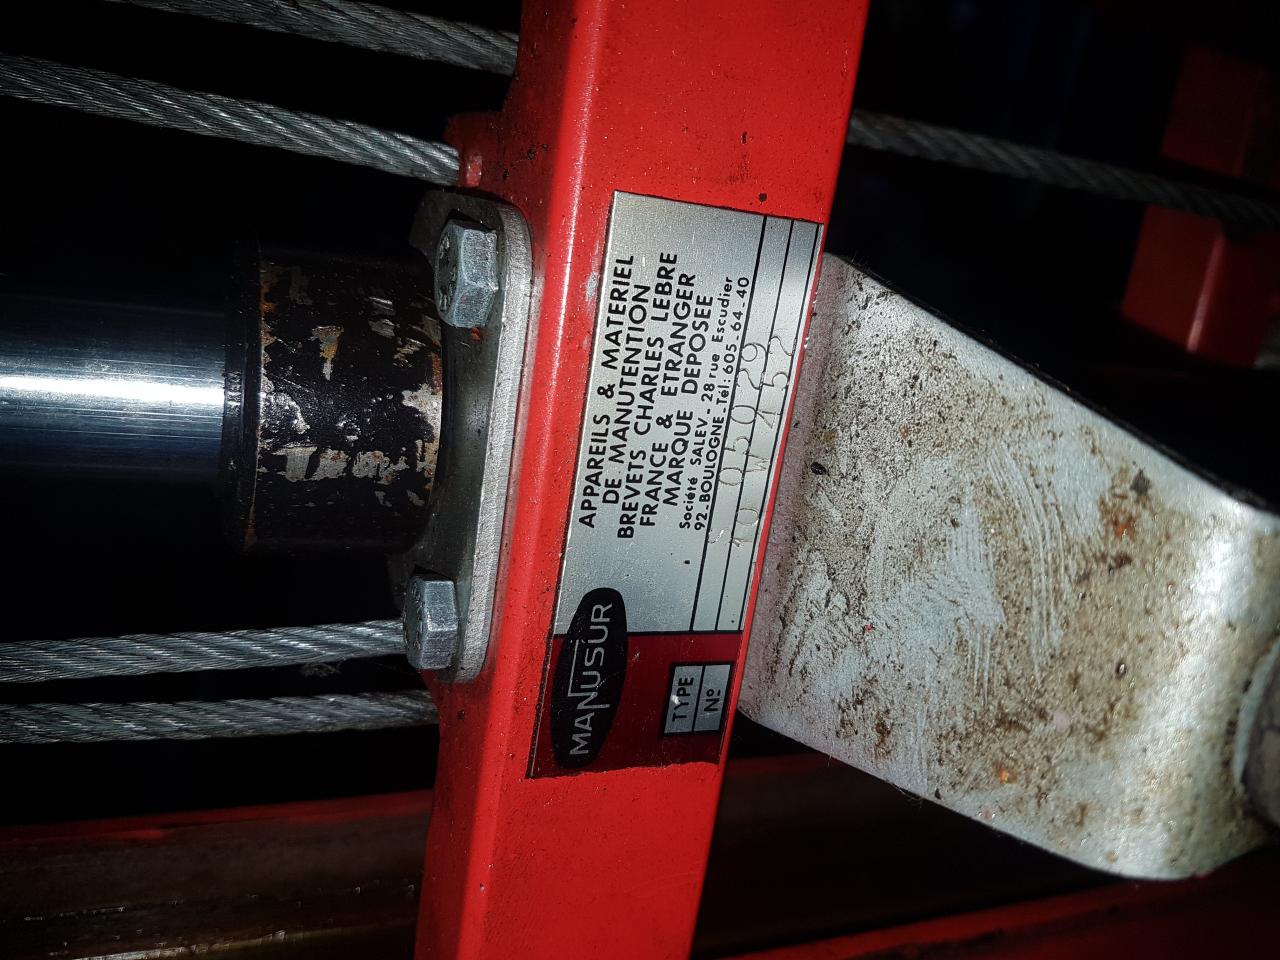 APPAREILS & MATERIEL
DE MANUTENTION
BREVETS CHARLES LEBRE
FRANCE & ETRANGER
MARQUE DEPOSEE
Société SALEV - 28 rue Escudier
92-BOULOGNE-Tél: 605-64-40
MANUSUR
TYPE
Nº